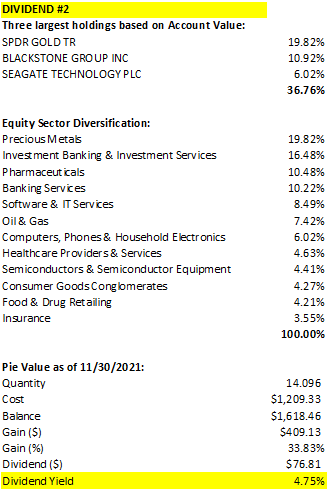 DIVIDEND #2
Three largest holdings based on Account Value:
SPDR GOLD TR 19.82%
BLACKSTONE GROUP INC 10.92%
SEAGATE TECHNOLOGY PLC 6.02%
36.76%
Equity Sector Diversification:
Precious Metals 19.82%
Investment Banking & Investment Services 16.48%
Pharmaceuticals 10.48%
Banking Services 10.22%
Software & IT Services 8.49%
Oil & Gas 7.42%
Computers, Phones & Household Electronics 6.02%
Healthcare Providers & Services 4.63%
Semiconductors & Semiconductor Equipment 4.41%
Consumer Goods Conglomerates 4.27%
Food & Drug Retailing 4.21%
Insurance 3.55%
100.00%
Pie Value as of 11/30/2021:
Quantity 14.096
Cost $1,209.33
Balance $1,618.46
Gain ($) $409.13
Gain (%) 33.83%
Dividend ($) $76.81
Dividend Yield 4.75%